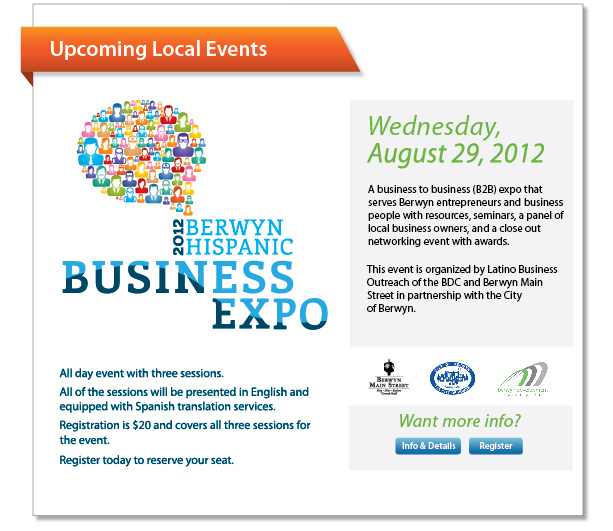 Upcoming Local Events
2012
BERWYN
HISPANIC
BUSINESS
EXPO
All day event with three sessions.
All of the sessions will be presented in English and
equipped with Spanish translation services.
Registration is $20 and covers all three sessions for
the event.
Register today to reserve your seat.
Wednesday,
August 29, 2012
A business to business (B2B) expo that
serves Berwyn entrepreneurs and business
people with resources, seminars, a panel of
local business owners, and a close out
networking event with awards.
This event is organized by Latino Business
Outreach of the BDC and Berwyn Main
Street in partnership with the City
of Berwyn.
BERWYN
MAIN STREET
berwyn development
Want more info?
Info & Details
Register